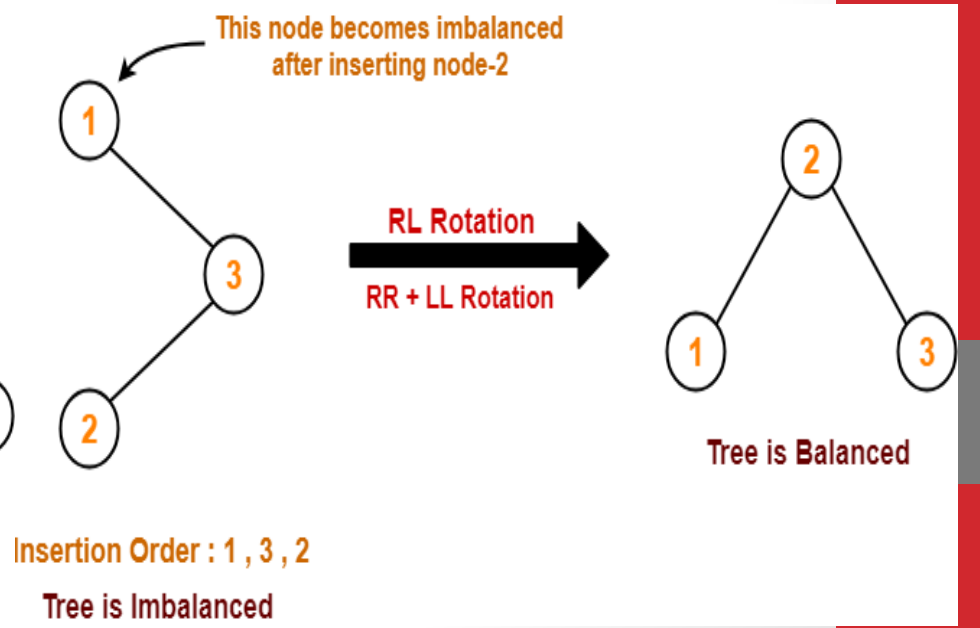 This node becomes imbalanced
after inserting node-2
1
3
2
RL Rotation
RR + LL Rotation
2
1
3
Tree is Balanced
Insertion Order : 1 , 3 , 2
Tree is Imbalanced